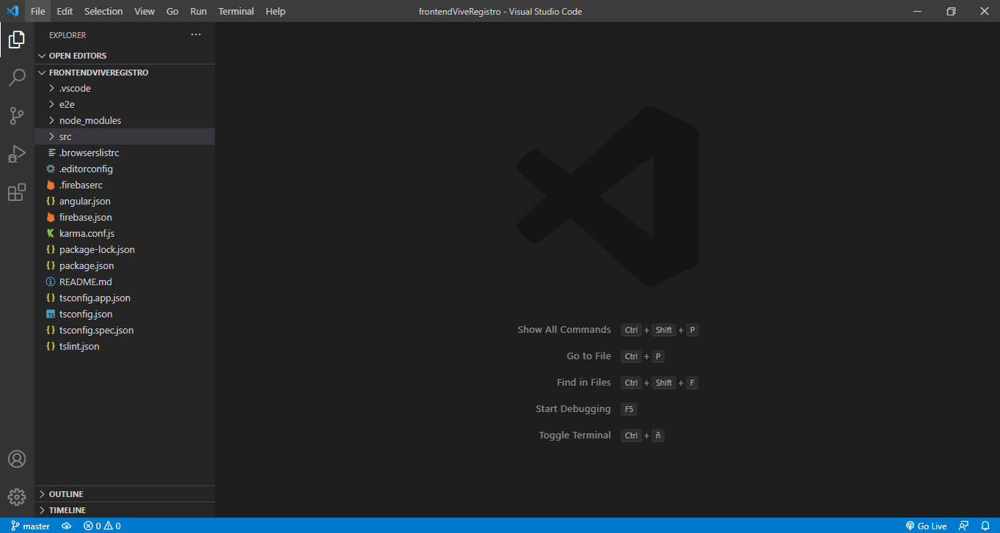 File Edit Selection View Go Run Terminal Help frontendViveRegistro - Visual Studio Code
EXPLORER
OPEN EDITORS
FRONTENDVIVEREGISTRO
.vscode
e2e
node_modules
src
.browserslistrc
.editorconfig
.firebaserc
angular.json
firebase.json
karma.conf.js
package-lock.json
package.json
README.md
tsconfig.app.json
tsconfig.json
tsconfig.spec.json
tslint.json
OUTLINE
TIMELINE
Show All Commands Ctrl + Shift + P
Go to File Ctrl + P
Find in Files Ctrl + Shift + F
Start Debugging F5
Toggle Terminal Ctrl + ñ
master 0 0 Go Live